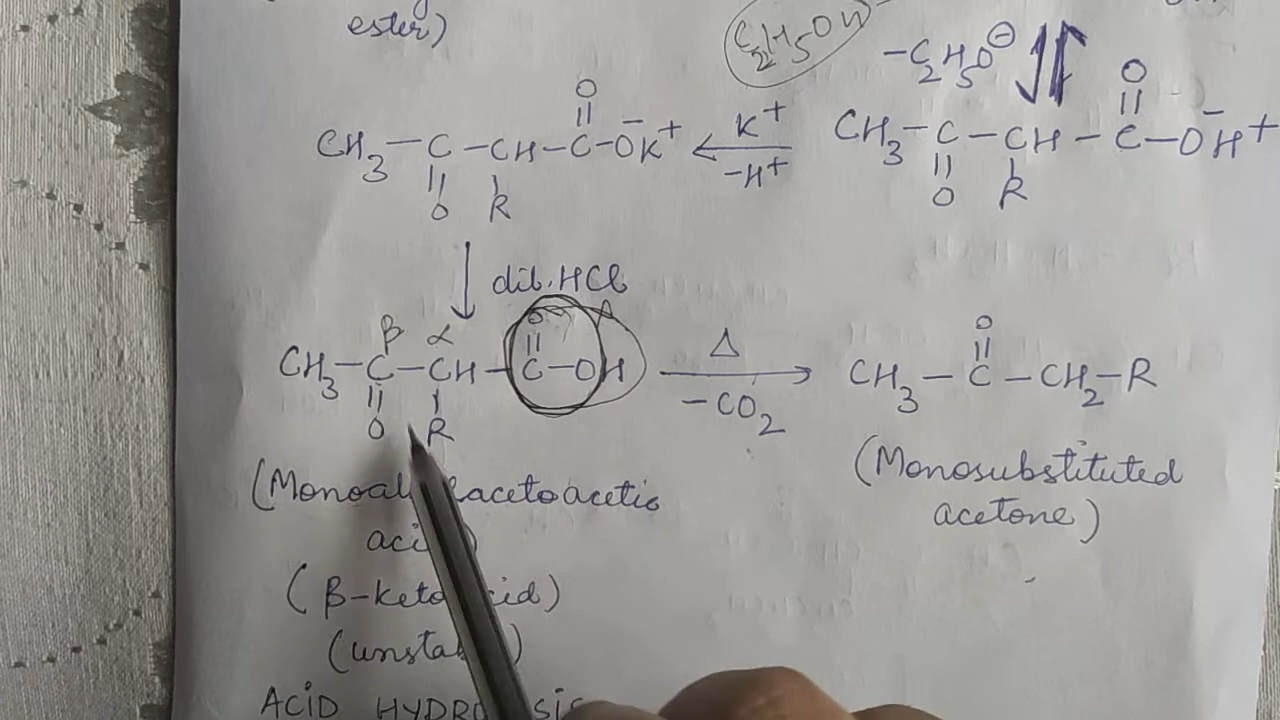 ester)
C2H5OH
-C2H5O⊖
O
CH3-C-CH-C-O-K+
O R
K+
-H+
O
CH3-C-CH-C-O-H+
O R
dil. HCl
β α O
CH3-C-CH-C-OH
O R
Δ
-CO2
O
CH3-C-CH2-R
(Monosubstituted
acetone)
(β-keto
ACID